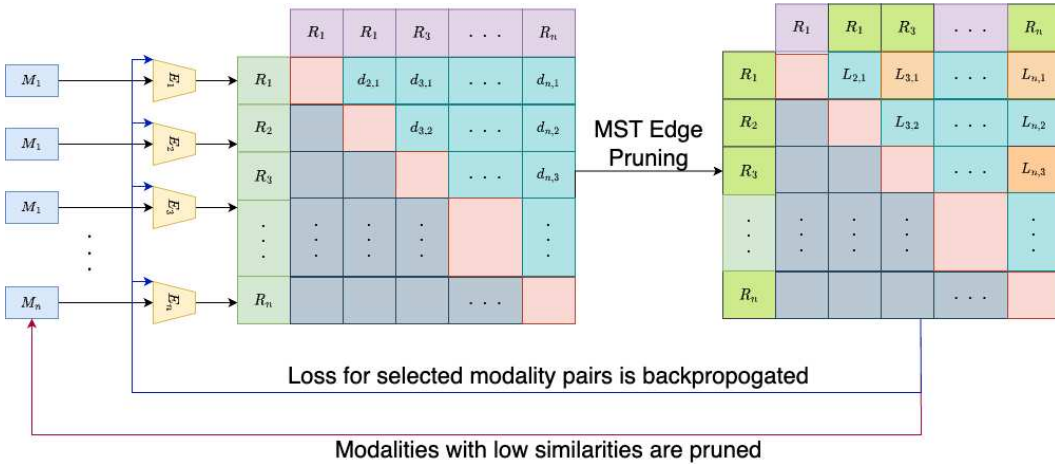 R1 R1 R3 . . . Rn
R1 R1 R3 . . . Rn
M1 E1 R1 d2,1 d3,1 . . . dn,1
R1 L2,1 L3,1 . . . Ln,1
M1 E2 R2 d3,2 . . . dn,2
MST Edge
Pruning
R2 L3,2 . . . Ln,2
M1 E3 R3 . . . dn,3
R3 . . . Ln,3
. . .
Mn En Rn . . .
Rn . . .
Loss for selected modality pairs is backpropogated
Modalities with low similarities are pruned